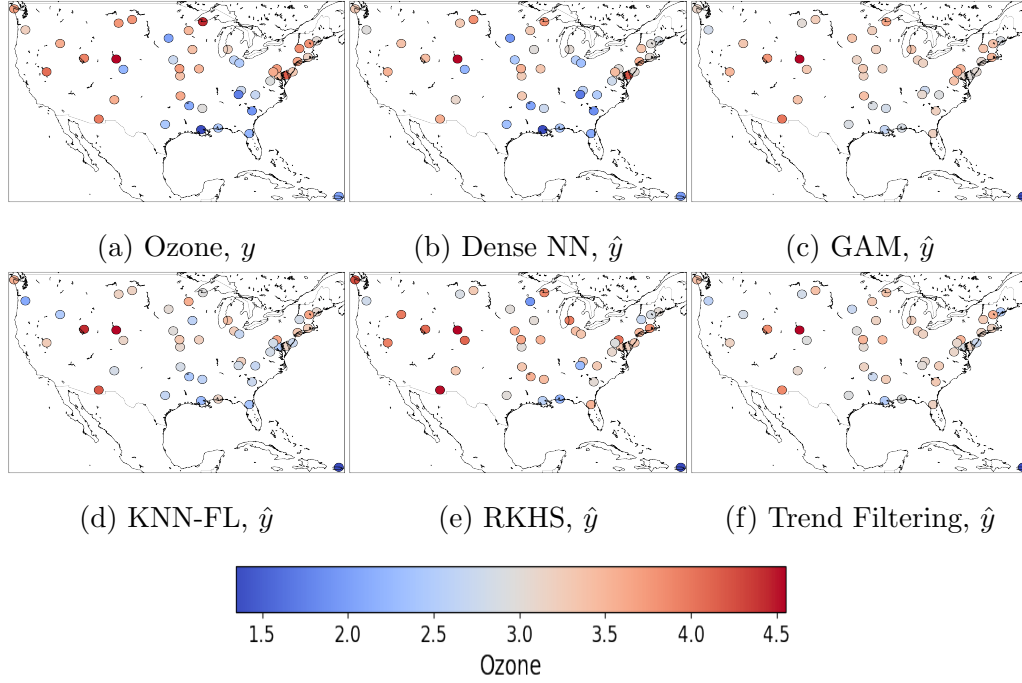 (a) Ozone, y
(b) Dense NN, ŷ
(c) GAM, ŷ
(d) KNN-FL, ŷ
(e) RKHS, ŷ
(f) Trend Filtering, ŷ
1.5 2.0 2.5 3.0 3.5 4.0 4.5
Ozone